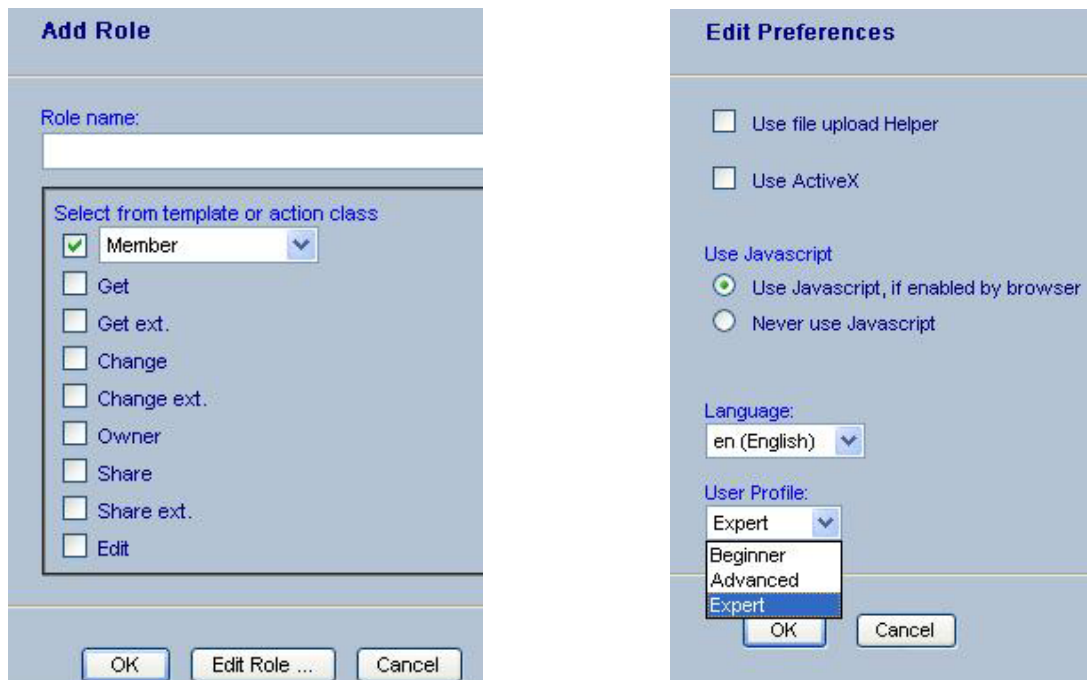 Add Role
Role name:
Select from template or action class
Member
Get
Get ext.
Change
Change ext.
Owner
Share
Share ext.
Edit
OK
Edit Role ...
Cancel
Edit Preferences
Use file upload Helper
Use ActiveX
Use Javascript
Use Javascript, if enabled by browser
Never use Javascript
Language:
en (English)
User Profile:
Expert
Beginner
Advanced
Expert
OK
Cancel